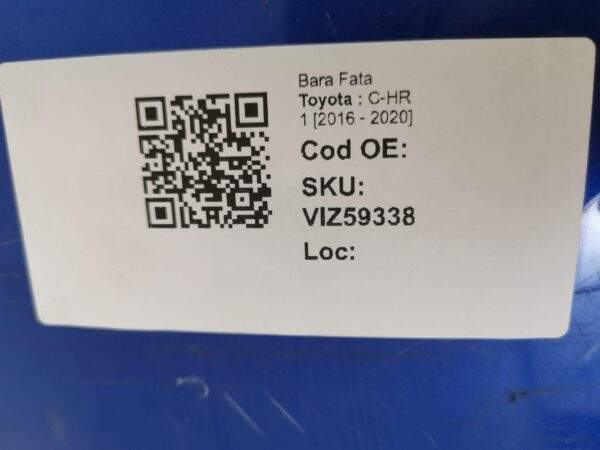 Bara Fata
Toyota : C-HR
1 [2016 - 2020]
Cod OE:
SKU:
VIZ59338
Loc: